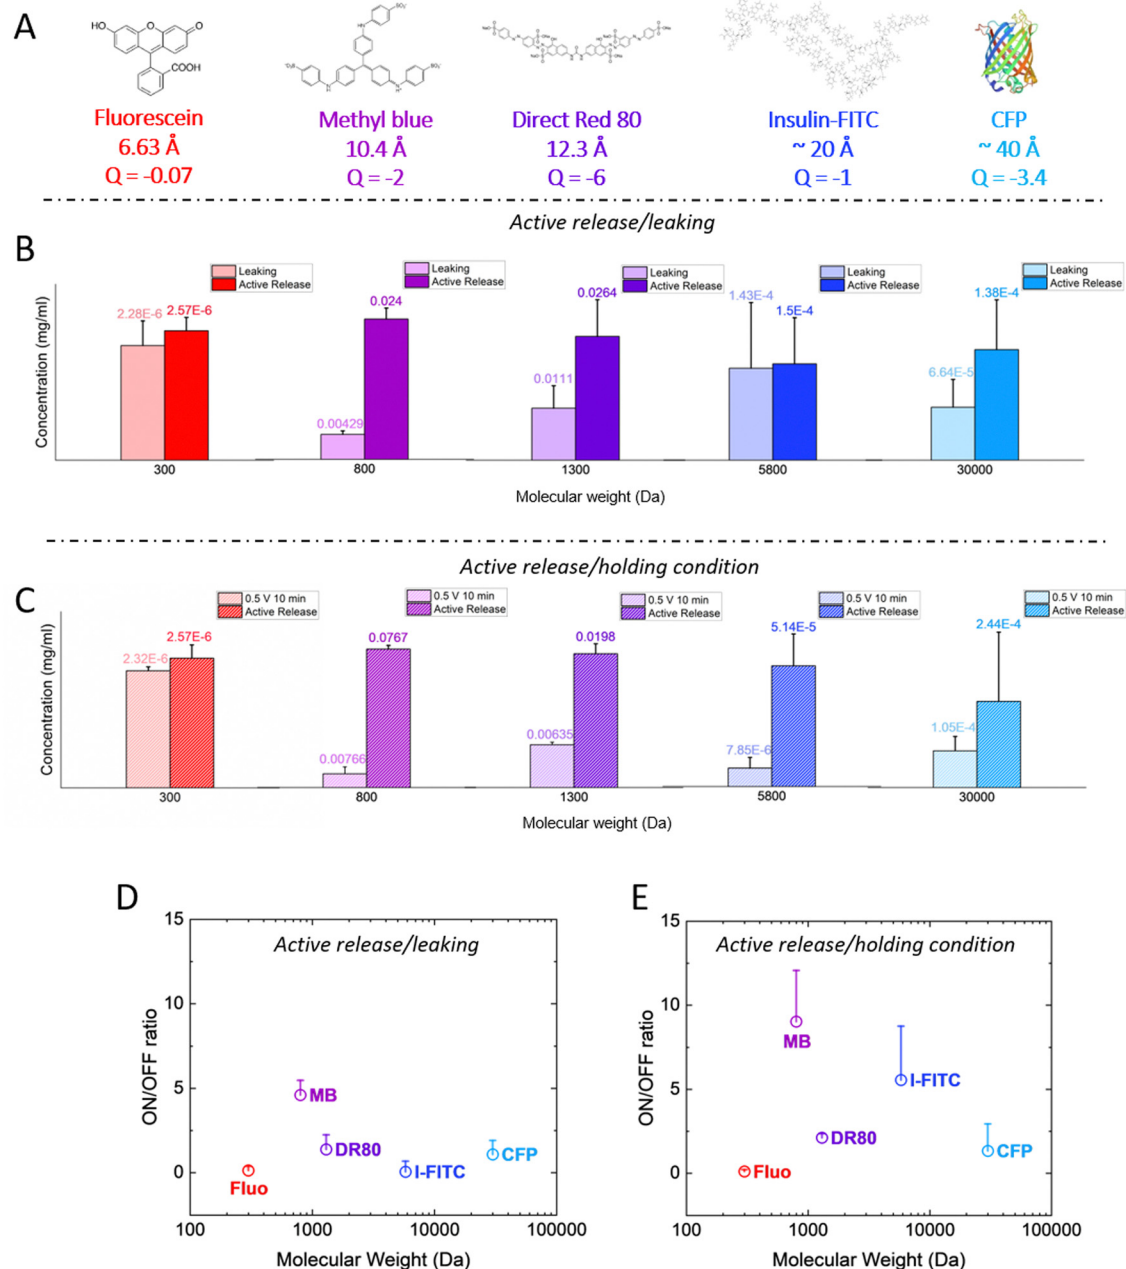 A
Fluorescein
6.63 Å
Q = -0.07
Methyl blue
10.4 Å
Q = -2
Direct Red 80
12.3 Å
Q = -6
Insulin-FITC
~ 20 Å
Q = -1
CFP
~ 40 Å
Q = -3.4
Active release/leaking
B
Concentration (mg/ml)
Leaking
Active Release
2.28E-6
2.57E-6
300
Leaking
Active Release
0.00429
0.024
800
Leaking
Active Release
0.0111
0.0264
1300
Leaking
Active Release
1.43E-4
1.5E-4
5800
Leaking
Active Release
6.64E-5
1.38E-4
30000
Molecular weight (Da)
Active release/holding condition
C
Concentration (mg/ml)
0.5 V 10 min
Active Release
2.32E-6
2.57E-6
300
0.5 V 10 min
Active Release
0.00766
0.0767
800
0.5 V 10 min
Active Release
0.00635
0.0198
1300
0.5 V 10 min
Active Release
7.85E-6
5.14E-5
5800
0.5 V 10 min
Active Release
1.05E-4
2.44E-4
30000
Molecular weight (Da)
D
Active release/leaking
ON/OFF ratio
15
10
5
0
MB
DR80
CFP
I-FITC
Fluo
100 1000 10000 100000
Molecular Weight (Da)
E
Active release/holding condition
ON/OFF ratio
15
10
5
0
MB
I-FITC
DR80
CFP
Fluo
100 1000 10000 100000
Molecular Weight (Da)